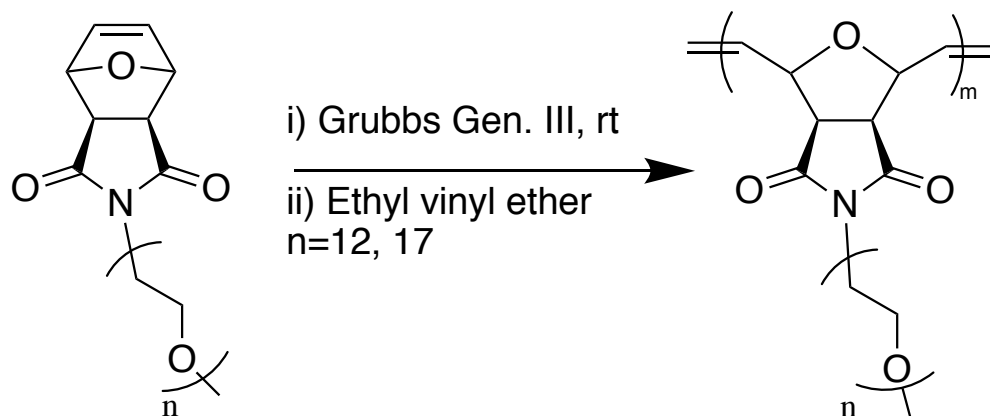 O
O
N
O
O
n
i) Grubbs Gen. III, rt
ii) Ethyl vinyl ether
n=12, 17
O
m
O
N
O
O
n